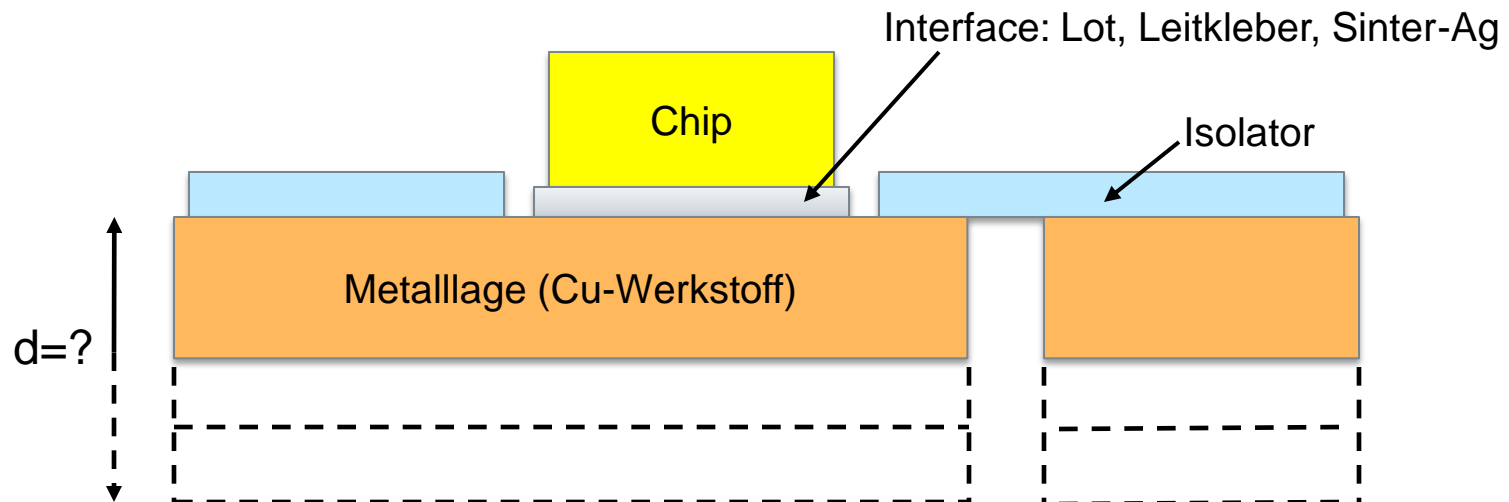 Interface: Lot, Leitkleber, Sinter-Ag
Chip
Isolator
Metalllage (Cu-Werkstoff)
d=?